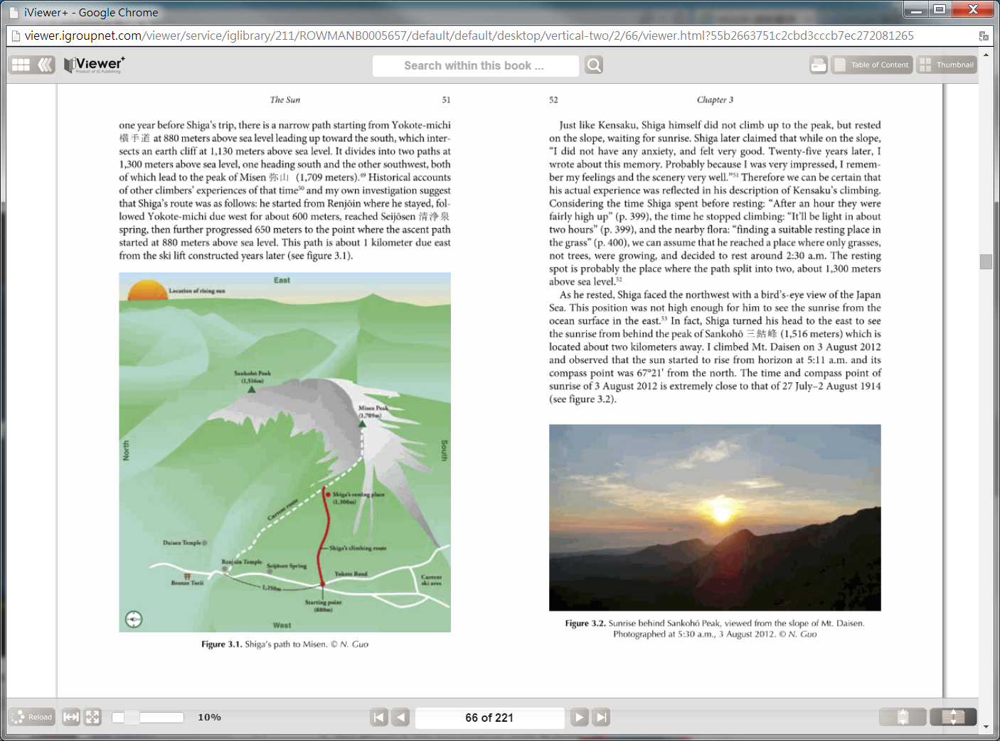 iViewer+ - Google Chrome
viewer.igroupnet.com/viewer/service/iglibrary/211/ROWMANB0005657/default/default/desktop/vertical-two/2/66/viewer.html?55b2663751c2cbd3cccb7ec272081265
iViewer+
Product of iG Publishing
Search within this book ...
Table of Content
Thumbnail
The Sun 51
one year before Shiga's trip, there is a narrow path starting from Yokote-michi
横手道 at 880 meters above sea level leading up toward the south, which inter-
sects an earth cliff at 1,130 meters above sea level. It divides into two paths at
1,300 meters above sea level, one heading south and the other southwest, both
of which lead to the peak of Misen 弥山 (1,709 meters).49 Historical accounts
of other climbers' experiences of that time50 and my own investigation suggest
that Shiga's route was as follows: he started from Renjōin where he stayed, fol-
lowed Yokote-michi due west for about 600 meters, reached Seijōsen 清浄泉
spring, then further progressed 650 meters to the point where the ascent path
started at 880 meters above sea level. This path is about 1 kilometer due east
from the ski lift constructed years later (see figure 3.1).
East
Location of rising sun
Sankohō Peak
(1,516m)
Misen Peak
(1,709m)
North
South
Shiga's resting place
(1,300m)
Current route
Daisen Temple
Shiga's climbing route
Renjōin Temple
Seijōsen Spring
Yokote Road
Bronze Torii
1,250m
Current
ski area
Starting point
(880m)
West
Figure 3.1. Shiga's path to Misen. © N. Guo
52 Chapter 3
Just like Kensaku, Shiga himself did not climb up to the peak, but rested
on the slope, waiting for sunrise. Shiga later claimed that while on the slope,
"I did not have any anxiety, and felt very good. Twenty-five years later, I
wrote about this memory. Probably because I was very impressed, I remem-
ber my feelings and the scenery very well."51 Therefore we can be certain that
his actual experience was reflected in his description of Kensaku's climbing.
Considering the time Shiga spent before resting: "After an hour they were
fairly high up" (p. 399), the time he stopped climbing: "It'll be light in about
two hours" (p. 399), and the nearby flora: "finding a suitable resting place in
the grass" (p. 400), we can assume that he reached a place where only grasses,
not trees, were growing, and decided to rest around 2:30 a.m. The resting
spot is probably the place where the path split into two, about 1,300 meters
above sea level.52
As he rested, Shiga faced the northwest with a bird's-eye view of the Japan
Sea. This position was not high enough for him to see the sunrise from the
ocean surface in the east.53 In fact, Shiga turned his head to the east to see
the sunrise from behind the peak of Sankohō 三鈷峰 (1,516 meters) which is
located about two kilometers away. I climbed Mt. Daisen on 3 August 2012
and observed that the sun started to rise from horizon at 5:11 a.m. and its
compass point was 67°21' from the north. The time and compass point of
sunrise of 3 August 2012 is extremely close to that of 27 July–2 August 1914
(see figure 3.2).
Figure 3.2. Sunrise behind Sankohō Peak, viewed from the slope of Mt. Daisen.
Photographed at 5:30 a.m., 3 August 2012. © N. Guo
Reload
10%
66 of 221